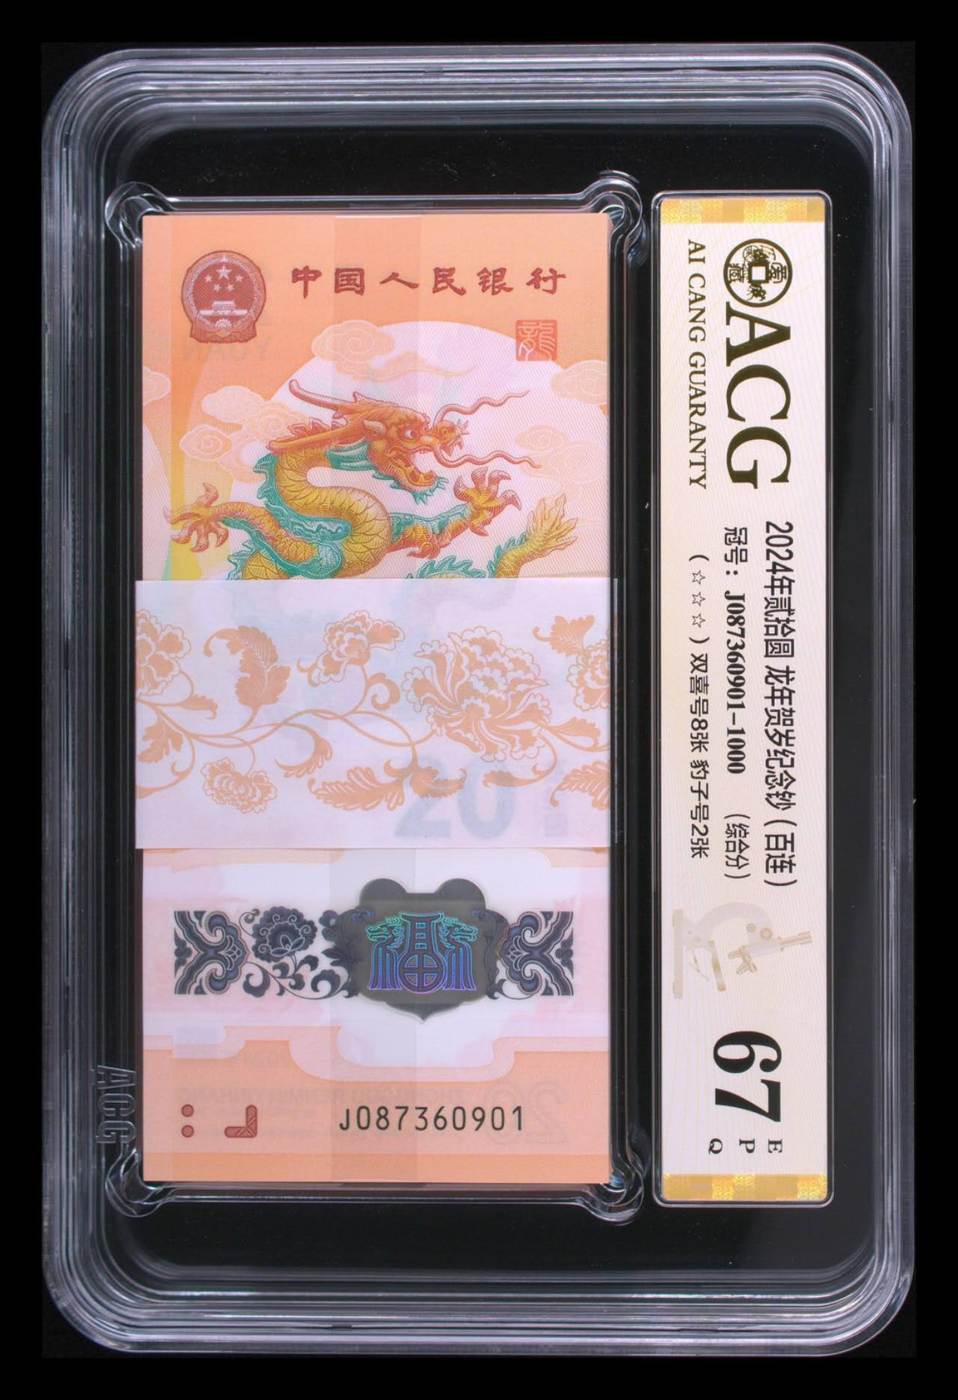 中国人民银行
龍
20
J087360901
ACG
ACG
AI CANG GUARANTY
2024年贰拾圆 龙年贺岁纪念钞（百连）
冠号：J087360901-1000 （综合分）
（☆☆☆）双喜号8张 豹子号2张
67
EPQ